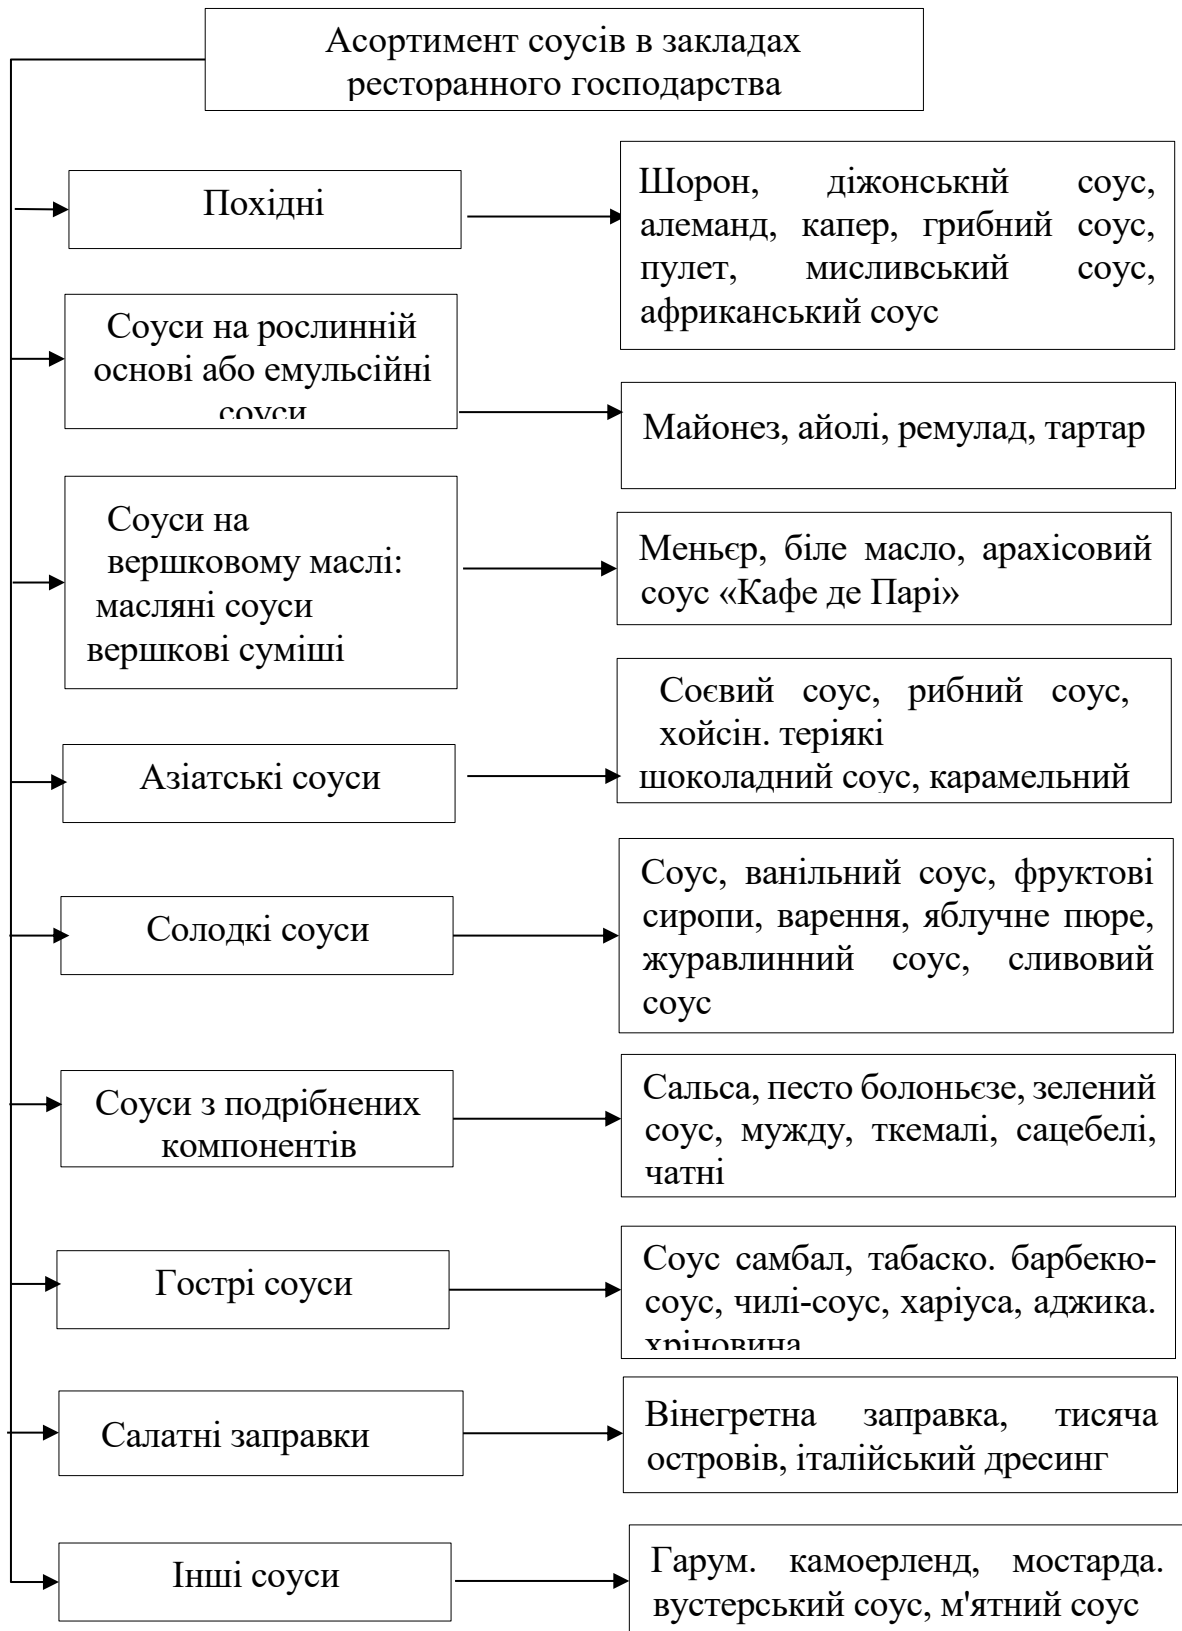 Асортимент соусів в закладах
ресторанного господарства
Похідні
Шорон, діжонськнй соус,
алеманд, капер, грибний соус,
пулет, мисливський соус,
африканський соус
Соуси на рослинній
основі або емульсійні
соуси
Майонез, айолі, ремулад, тартар
Соуси на
вершковому маслі:
масляні соуси
вершкові суміші
Меньєр, біле масло, арахісовий
соус «Кафе де Парі»
Азіатські соуси
Соєвий соус, рибний соус,
хойсін. теріякі
шоколадний соус, карамельний
Солодкі соуси
Соус, ванільний соус, фруктові
сиропи, варення, яблучне пюре,
журавлинний соус, сливовий
соус
Соуси з подрібнених
компонентів
Сальса, песто болоньєзе, зелений
соус, мужду, ткемалі, сацебелі,
чатні
Гострі соуси
Соус самбал, табаско. барбекю-
соус, чилі-соус, харіуса, аджика.
хріновина
Салатні заправки
Вінегретна заправка, тисяча
островів, італійський дресинг
Інші соуси
Гарум. камоерленд, мостарда.
вустерський соус, м'ятний соус